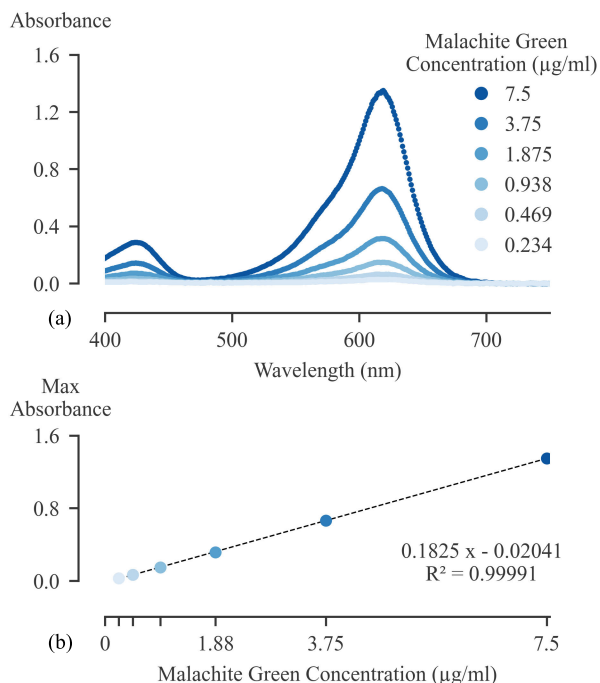 Absorbance
Malachite Green
Concentration (µg/ml)
7.5
3.75
1.875
0.938
0.469
0.234
1.6
1.2
0.8
0.4
0.0
(a)
400
500
600
700
Wavelength (nm)
Max
Absorbance
1.6
0.8
0.0
0.1825 x - 0.02041
R² = 0.99991
(b)
0
1.88
3.75
7.5
Malachite Green Concentration (µg/ml)